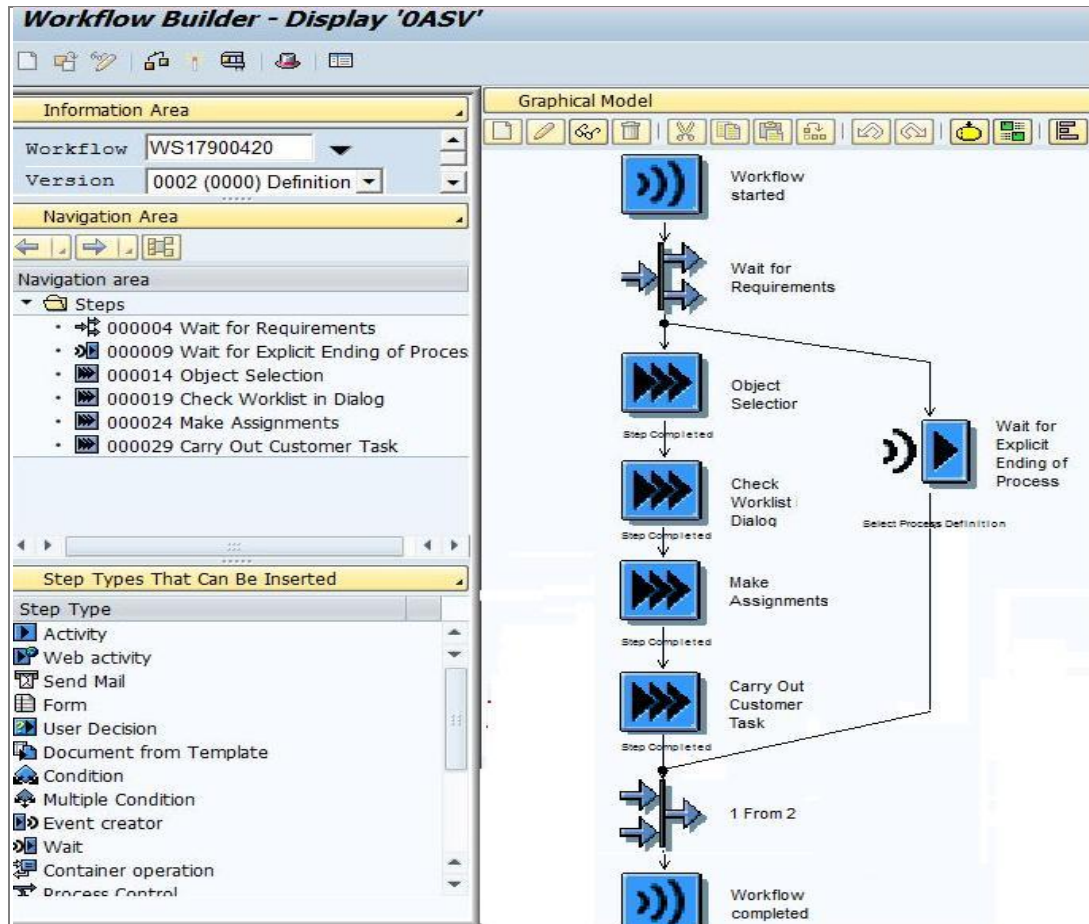 Workflow Builder - Display '0ASV'
Information Area
Workflow WS17900420
Version 0002 (0000) Definition
Navigation Area
Navigation area
Steps
000004 Wait for Requirements
000009 Wait for Explicit Ending of Proces
000014 Object Selection
000019 Check Worklist in Dialog
000024 Make Assignments
000029 Carry Out Customer Task
Step Types That Can Be Inserted
Step Type
Activity
Web activity
Send Mail
Form
User Decision
Document from Template
Condition
Multiple Condition
Event creator
Wait
Container operation
Process Control
Graphical Model
Workflow
started
Wait for
Requirements
Object
Selection
Step Completed
Check
Worklist i
Dialog
Step Completed
Make
Assignments
Step Completed
Carry Out
Customer
Task
Step Completed
Wait for
Explicit
Ending of
Process
Select Process Definition
1 From 2
Workflow
completed